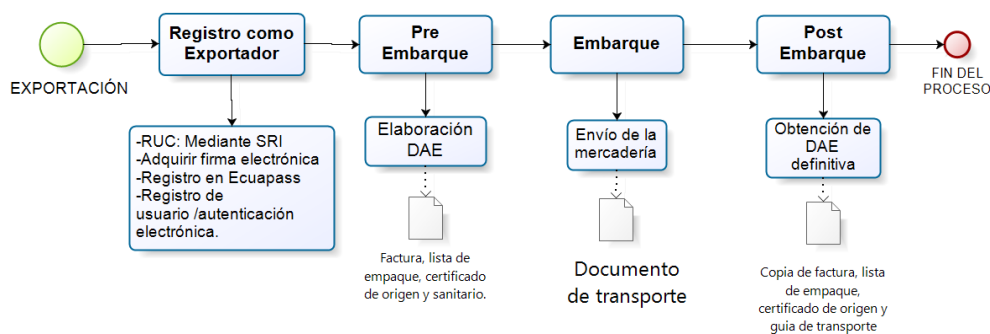 EXPORTACIÓN
Registro como
Exportador
-RUC: Mediante SRI
-Adquirir firma electrónica
-Registro en Ecuapass
-Registro de
usuario /autenticación
electrónica.
Pre
Embarque
Elaboración
DAE
Factura, lista de
empaque, certificado
de origen y sanitario.
Embarque
Envío de la
mercadería
Documento
de transporte
Post
Embarque
Obtención de
DAE
definitiva
Copia de factura, lista
de empaque,
certificado de origen y
guia de transporte
FIN DEL
PROCESO